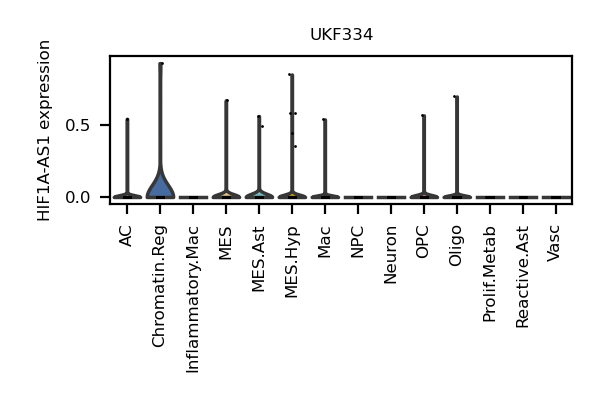 UKF334
HIF1A-AS1 expression
0.5
0.0
AC
Chromatin.Reg
Inflammatory.Mac
MES
MES.Ast
MES.Hyp
Mac
NPC
Neuron
OPC
Oligo
Prolif.Metab
Reactive.Ast
Vasc